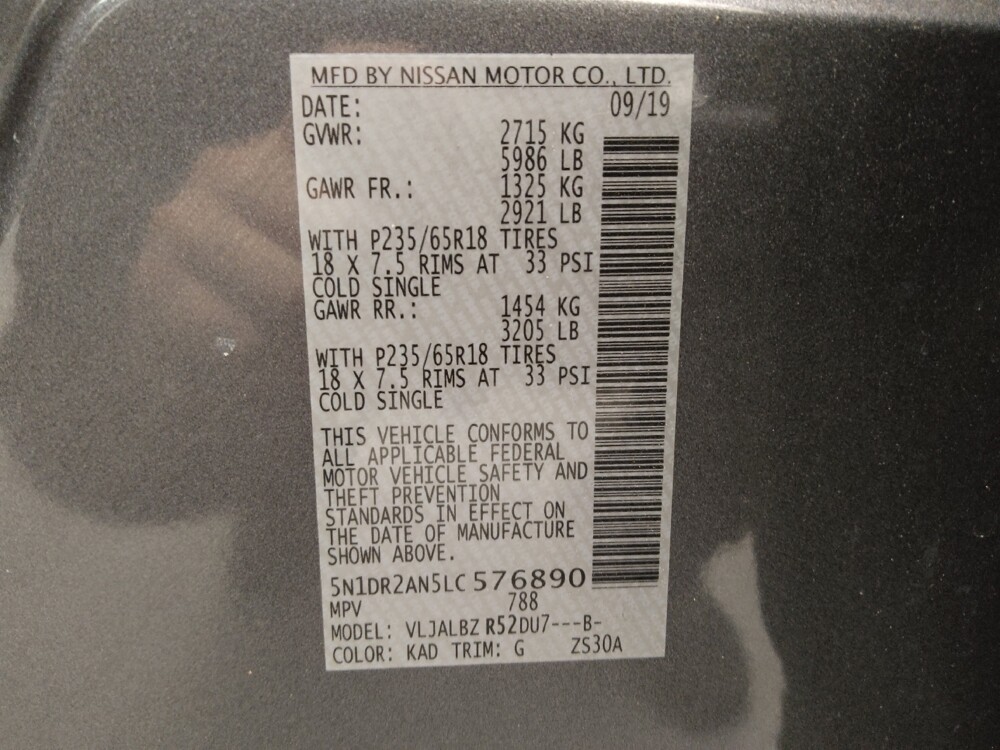 MFD BY NISSAN MOTOR CO., LTD.
DATE: 09/19
GVWR: 2715 KG
5986 LB
GAWR FR.: 1325 KG
2921 LB
WITH P235/65R18 TIRES
18 X 7.5 RIMS AT 33 PSI
COLD SINGLE
GAWR RR.: 1454 KG
3205 LB
WITH P235/65R18 TIRES
18 X 7.5 RIMS AT 33 PSI
COLD SINGLE
THIS VEHICLE CONFORMS TO
ALL APPLICABLE FEDERAL
MOTOR VEHICLE SAFETY AND
THEFT PREVENTION
STANDARDS IN EFFECT ON
THE DATE OF MANUFACTURE
SHOWN ABOVE.
5N1DR2AN5LC 576890
MPV 788
MODEL: VLJALBZ R52DU7---B-
COLOR: KAD TRIM: G ZS30A